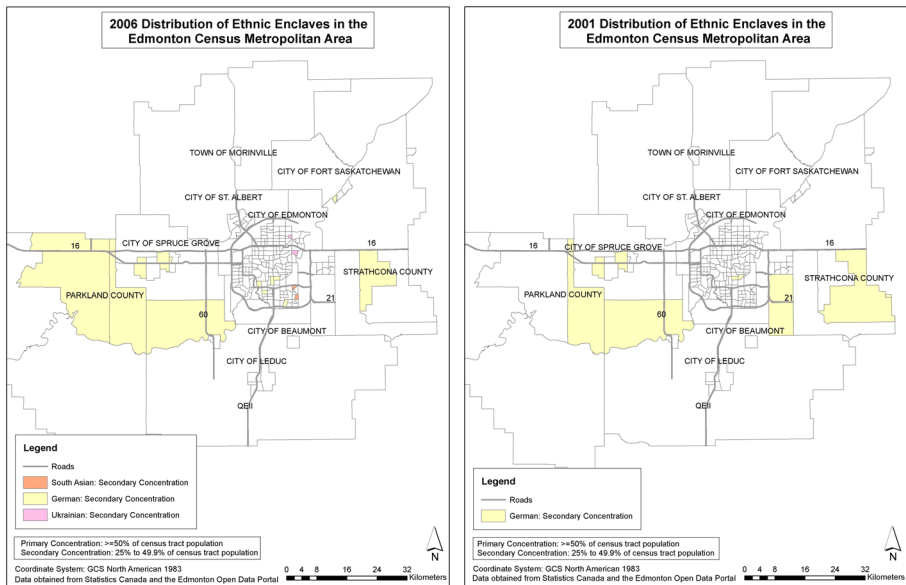 2006 Distribution of Ethnic Enclaves in the
Edmonton Census Metropolitan Area
TOWN OF MORINVILLE
CITY OF FORT SASKATCHEWAN
CITY OF ST. ALBERT
CITY OF EDMONTON
16
CITY OF SPRUCE GROVE
16
STRATHCONA COUNTY
PARKLAND COUNTY
21
60
CITY OF BEAUMONT
CITY OF LEDUC
QEII
Legend
Roads
South Asian: Secondary Concentration
German: Secondary Concentration
Ukrainian: Secondary Concentration
Primary Concentration: >=50% of census tract population
Secondary Concentration: 25% to 49.9% of census tract population
Coordinate System: GCS North American 1983
Data obtained from Statistics Canada and the Edmonton Open Data Portal
0 4 8 16 24 32
Kilometers
N
2001 Distribution of Ethnic Enclaves in the
Edmonton Census Metropolitan Area
TOWN OF MORINVILLE
CITY OF FORT SASKATCHEWAN
CITY OF ST. ALBERT
CITY OF EDMONTON
16
CITY OF SPRUCE GROVE
16
STRATHCONA COUNTY
PARKLAND COUNTY
21
60
CITY OF BEAUMONT
CITY OF LEDUC
QEII
Legend
Roads
German: Secondary Concentration
Primary Concentration: >=50% of census tract population
Secondary Concentration: 25% to 49.9% of census tract population
Coordinate System: GCS North American 1983
Data obtained from Statistics Canada and the Edmonton Open Data Portal
0 4 8 16 24 32
Kilometers
N